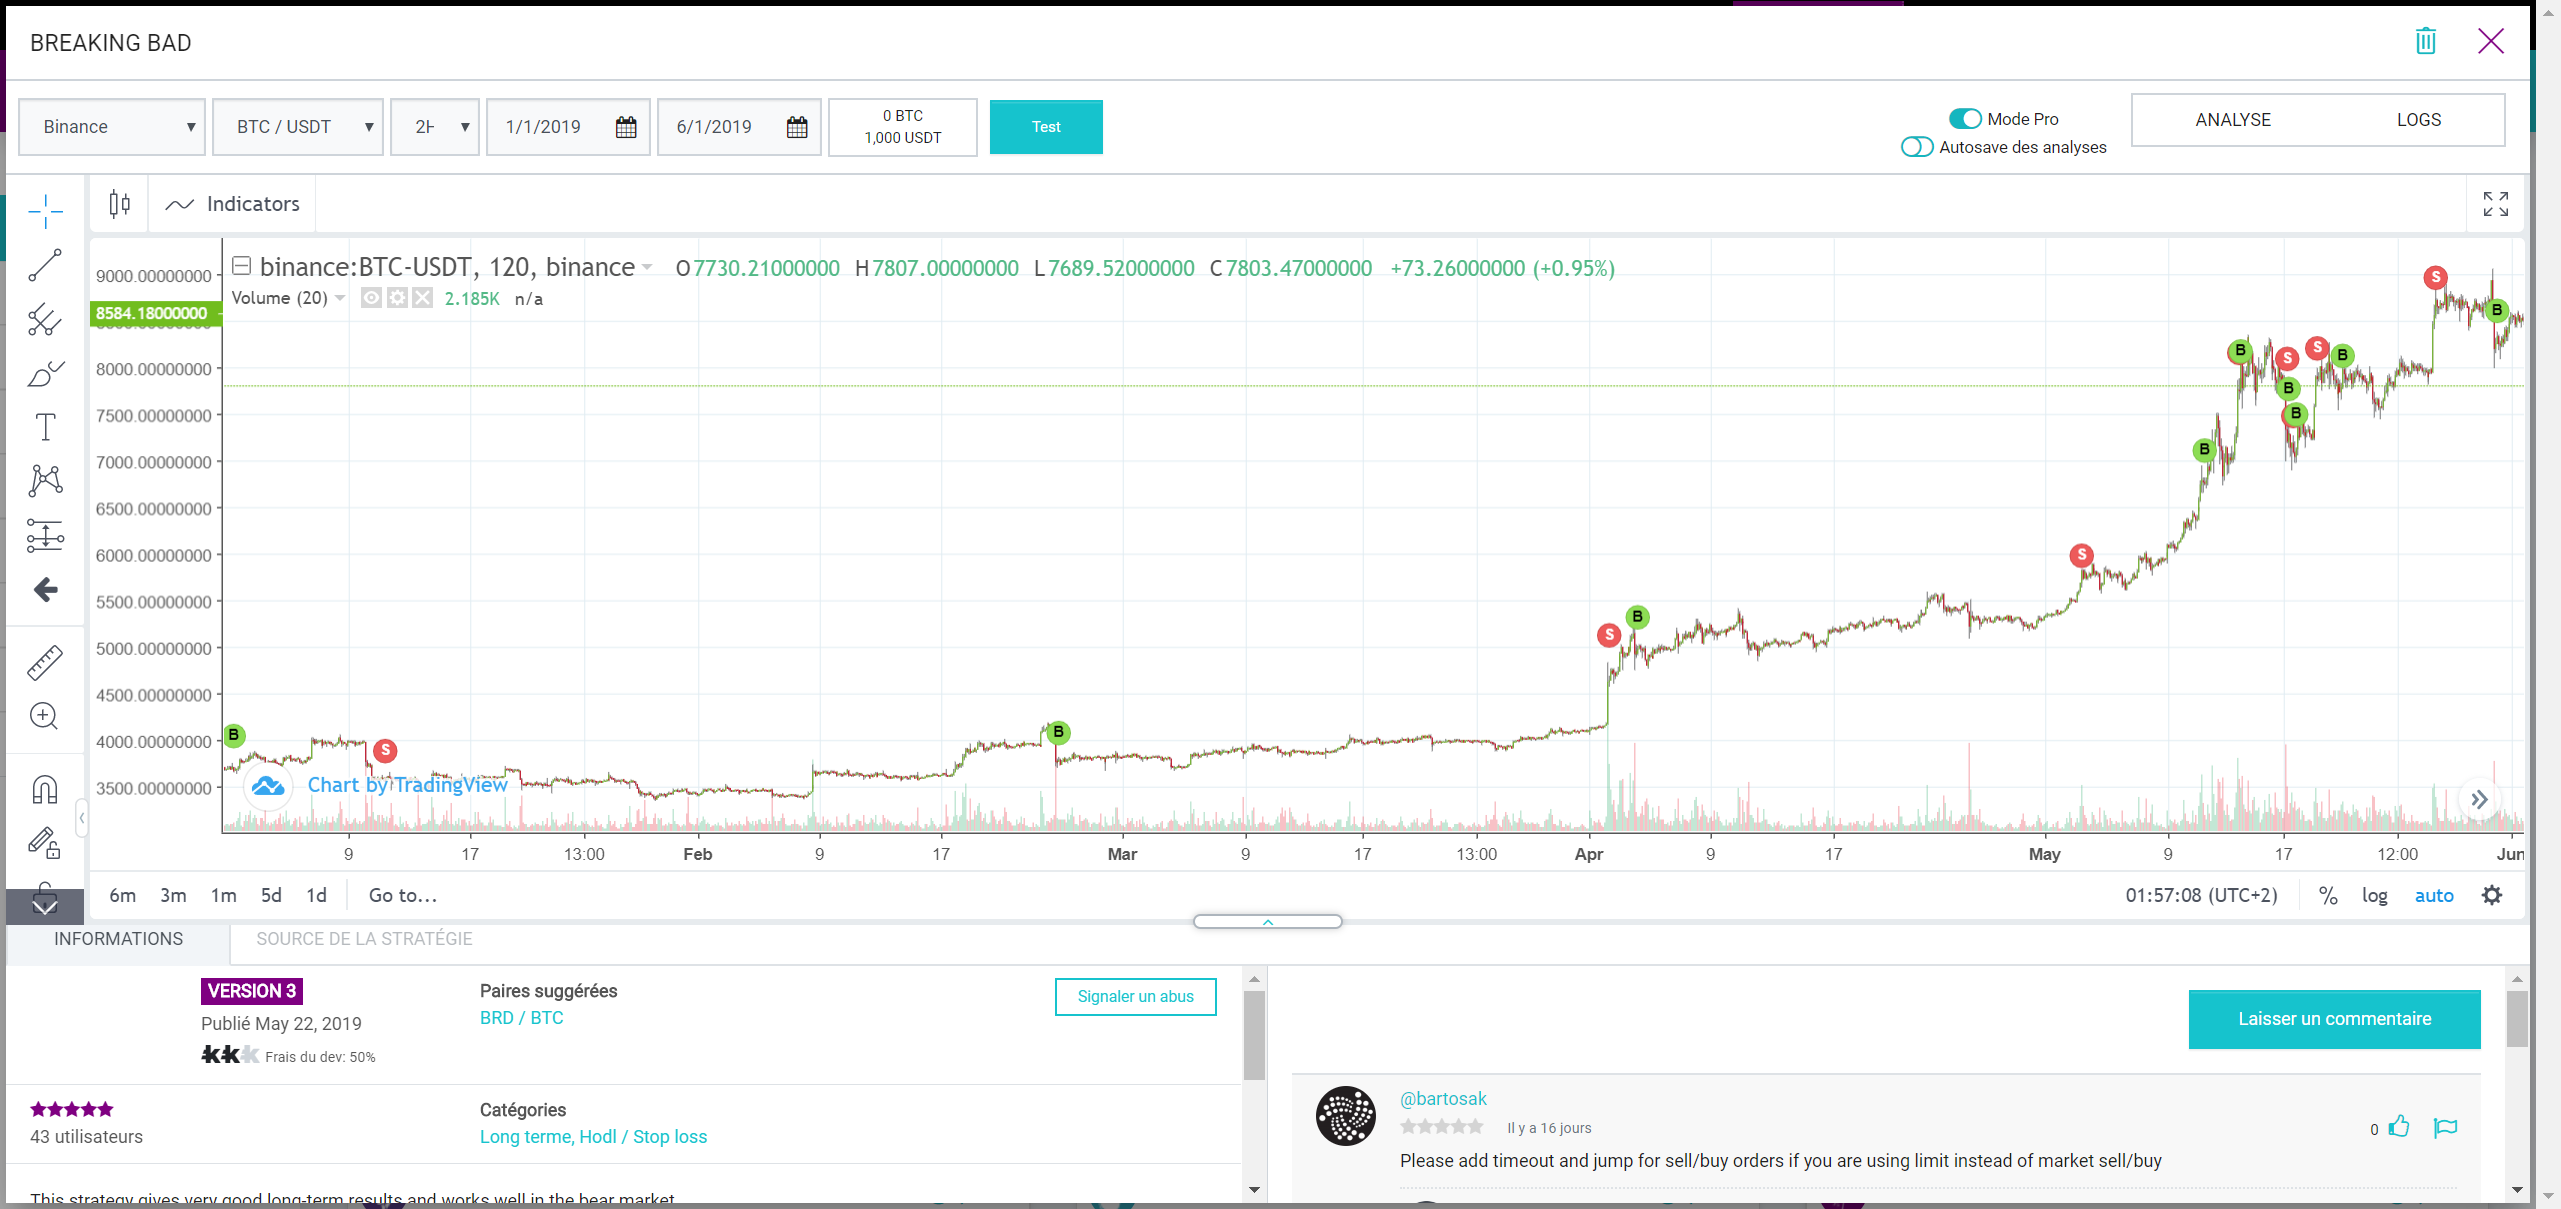 BREAKING BAD
Binance
BTC / USDT
2H
1/1/2019
6/1/2019
0 BTC
1,000 USDT
Test
Mode Pro
Autosave des analyses
ANALYSE
LOGS
Indicators
binance:BTC-USDT, 120, binance O7730.21000000 H7807.00000000 L7689.52000000 C7803.47000000 +73.26000000 (+0.95%)
Volume (20) 2.185K n/a
9000.00000000
8584.18000000
8000.00000000
7500.00000000
7000.00000000
6500.00000000
6000.00000000
5500.00000000
5000.00000000
4500.00000000
4000.00000000
3500.00000000
B
S
B
S
B
S
B
B
S
B
B
S
B
S
B
Chart by TradingView
9 17 13:00 Feb 9 17 Mar 9 17 13:00 Apr 9 17 May 9 17 12:00 Jun
6m 3m 1m 5d 1d Go to...
01:57:08 (UTC+2) % log auto
INFORMATIONS
SOURCE DE LA STRATÉGIE
VERSION 3
Publié May 22, 2019
Frais du dev: 50%
Paires suggérées
BRD / BTC
Signaler un abus
43 utilisateurs
Catégories
Long terme, Hodl / Stop loss
This strategy gives very good long-term results and works well in the bear market
Laisser un commentaire
@bartosak
Il y a 16 jours
0
Please add timeout and jump for sell/buy orders if you are using limit instead of market sell/buy